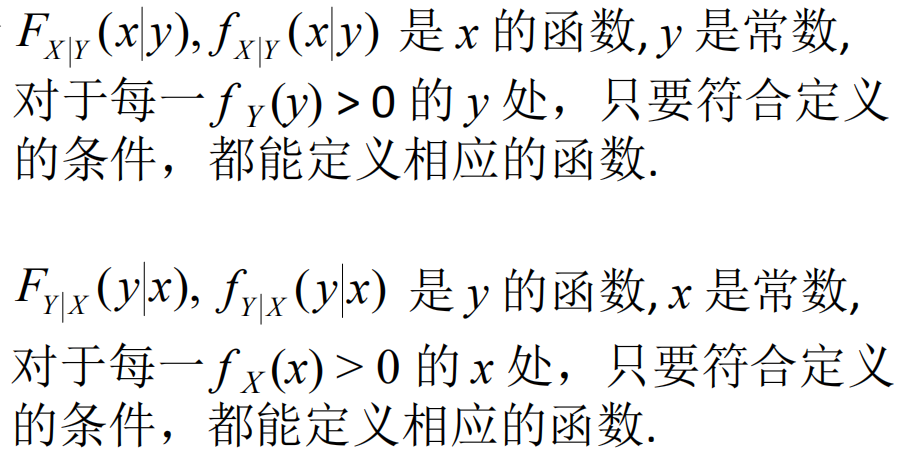 F_{X|Y}(x|y), f_{X|Y}(x|y) 是 x 的函数, y 是常数,
对于每一 f_Y(y) > 0 的 y 处，只要符合定义
的条件，都能定义相应的函数.
F_{Y|X}(y|x), f_{Y|X}(y|x) 是 y 的函数, x 是常数,
对于每一 f_X(x) > 0 的 x 处，只要符合定义
的条件，都能定义相应的函数.